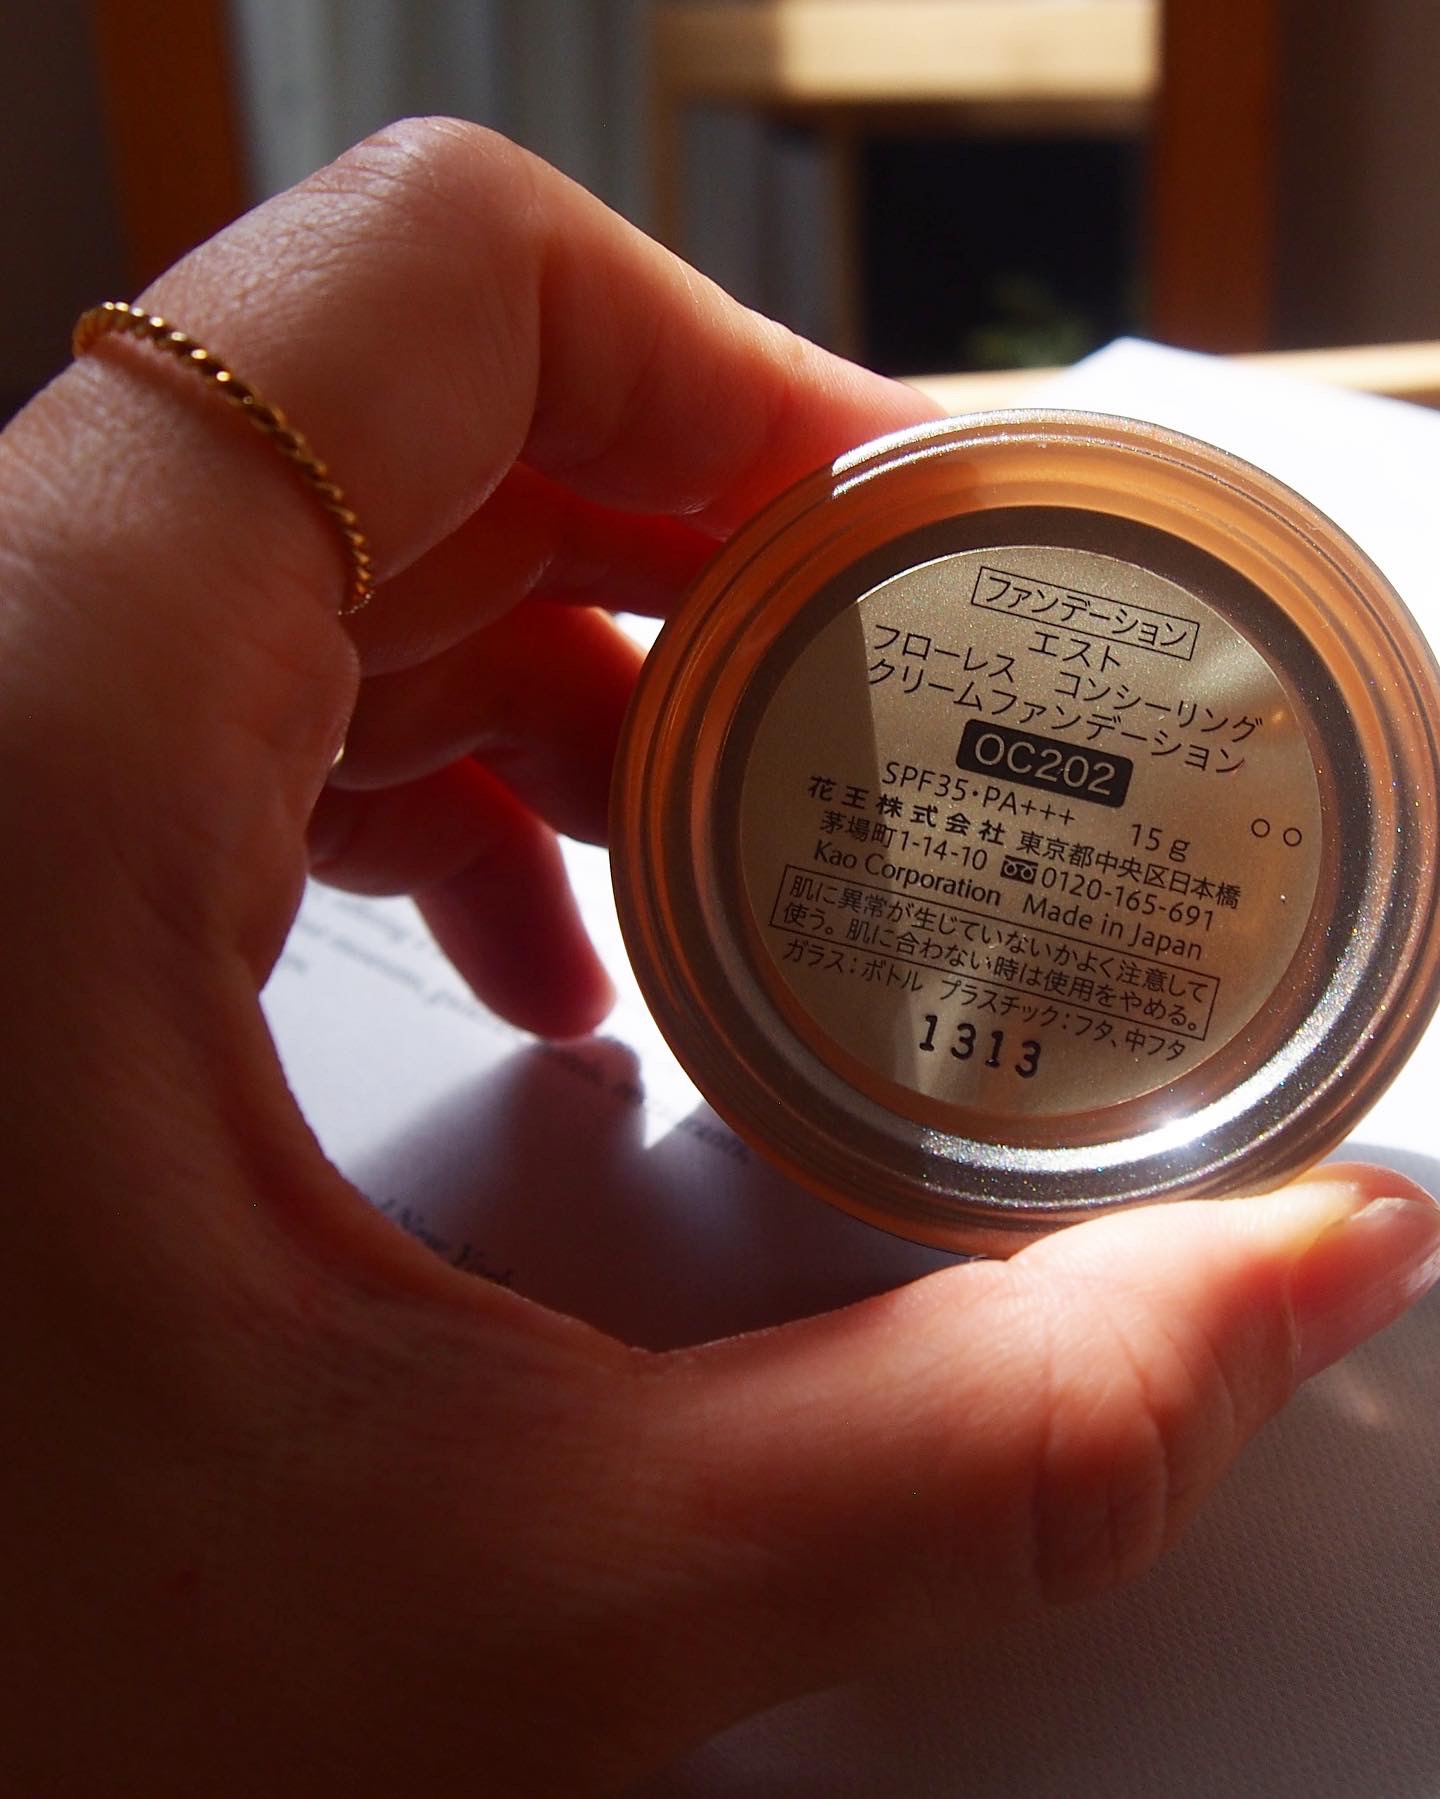 ファンデーション
エスト
フローレス コンシーリング
クリームファンデーション
OC202
SPF35・PA+++ 15g
花王株式会社 東京都中央区日本橋
茅場町1-14-10 0120-165-691
Kao Corporation Made in Japan
肌に異常が生じていないかよく注意して
使う。肌に合わない時は使用をやめる。
ガラス:ボトル プラスチック:フタ、中フタ
1313